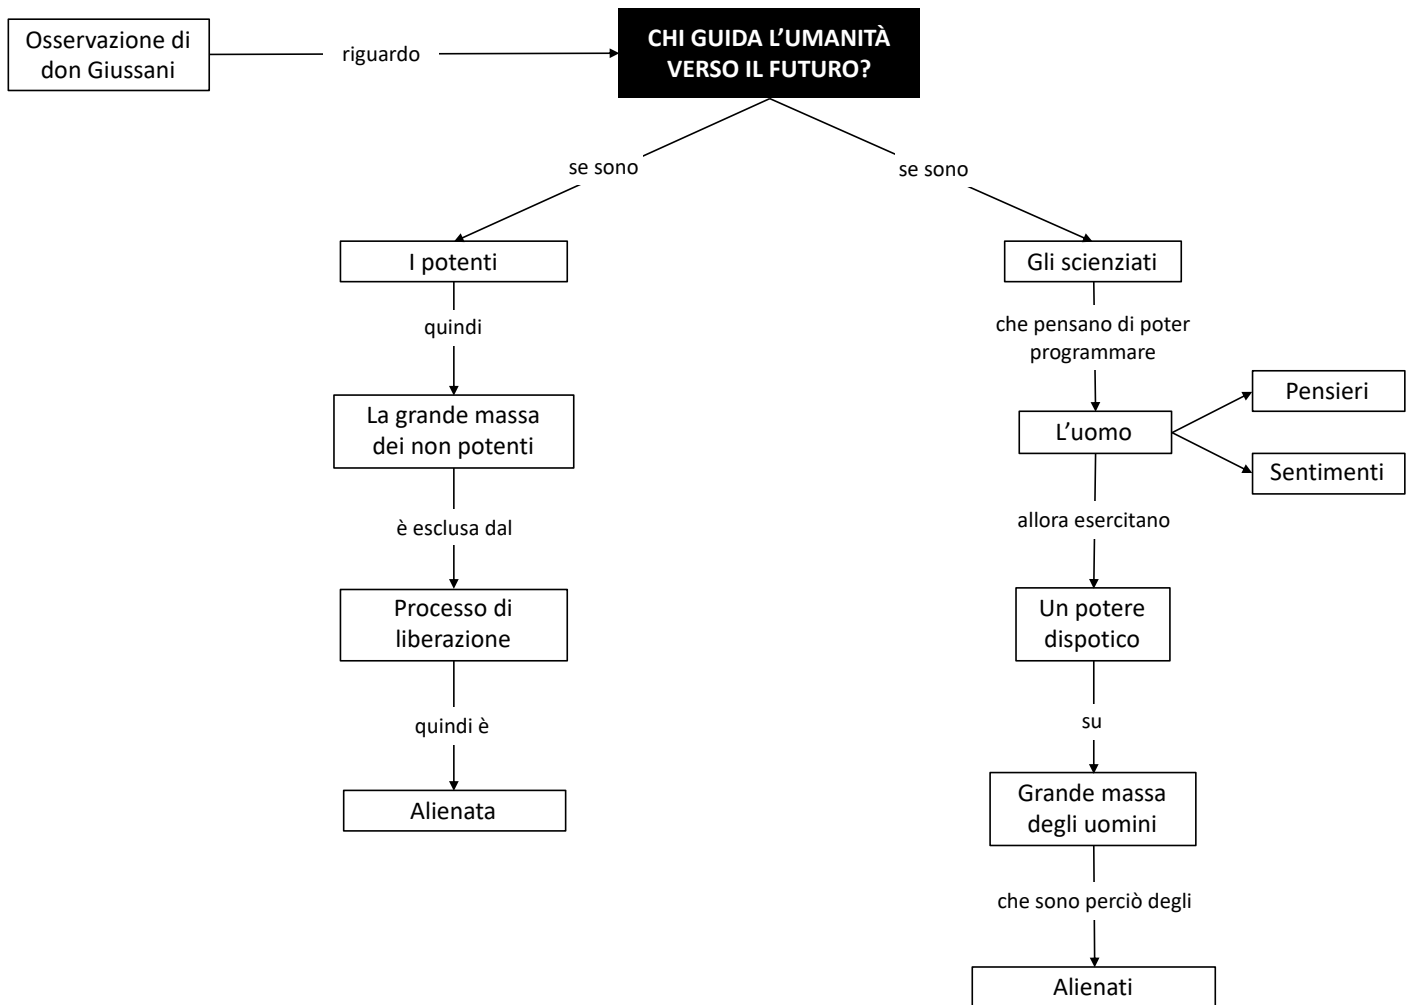 Osservazione di
don Giussani
riguardo
CHI GUIDA L’UMANITÀ
VERSO IL FUTURO?
se sono
se sono
I potenti
Gli scienziati
quindi
che pensano di poter
programmare
La grande massa
dei non potenti
L’uomo
Pensieri
Sentimenti
è esclusa dal
allora esercitano
Processo di
liberazione
Un potere
dispotico
quindi è
su
Alienata
Grande massa
degli uomini
che sono perciò degli
Alienati